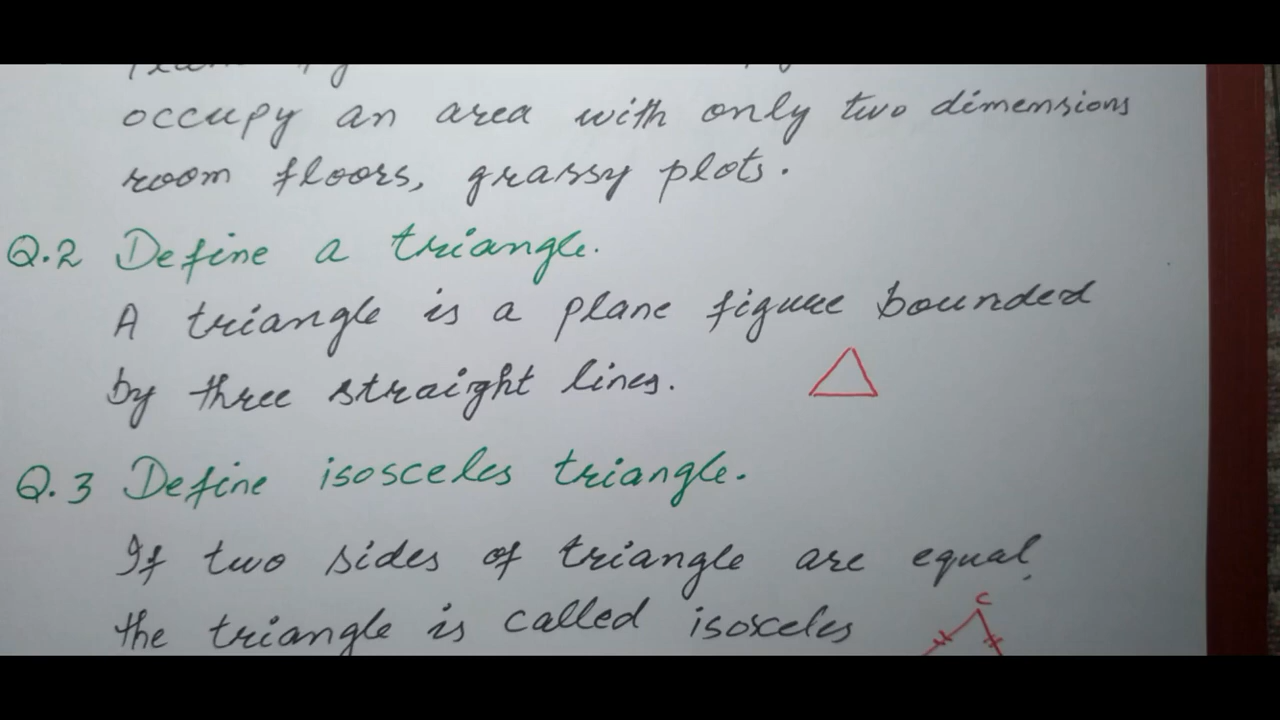 occupy an area with only two dimensions
room floors, grassy plots.
Q.2 Define a triangle.
A triangle is a plane figure bounded
by three straight lines.
Q.3 Define isosceles triangle.
If two sides of triangle are equal,
the triangle is called isosceles
C